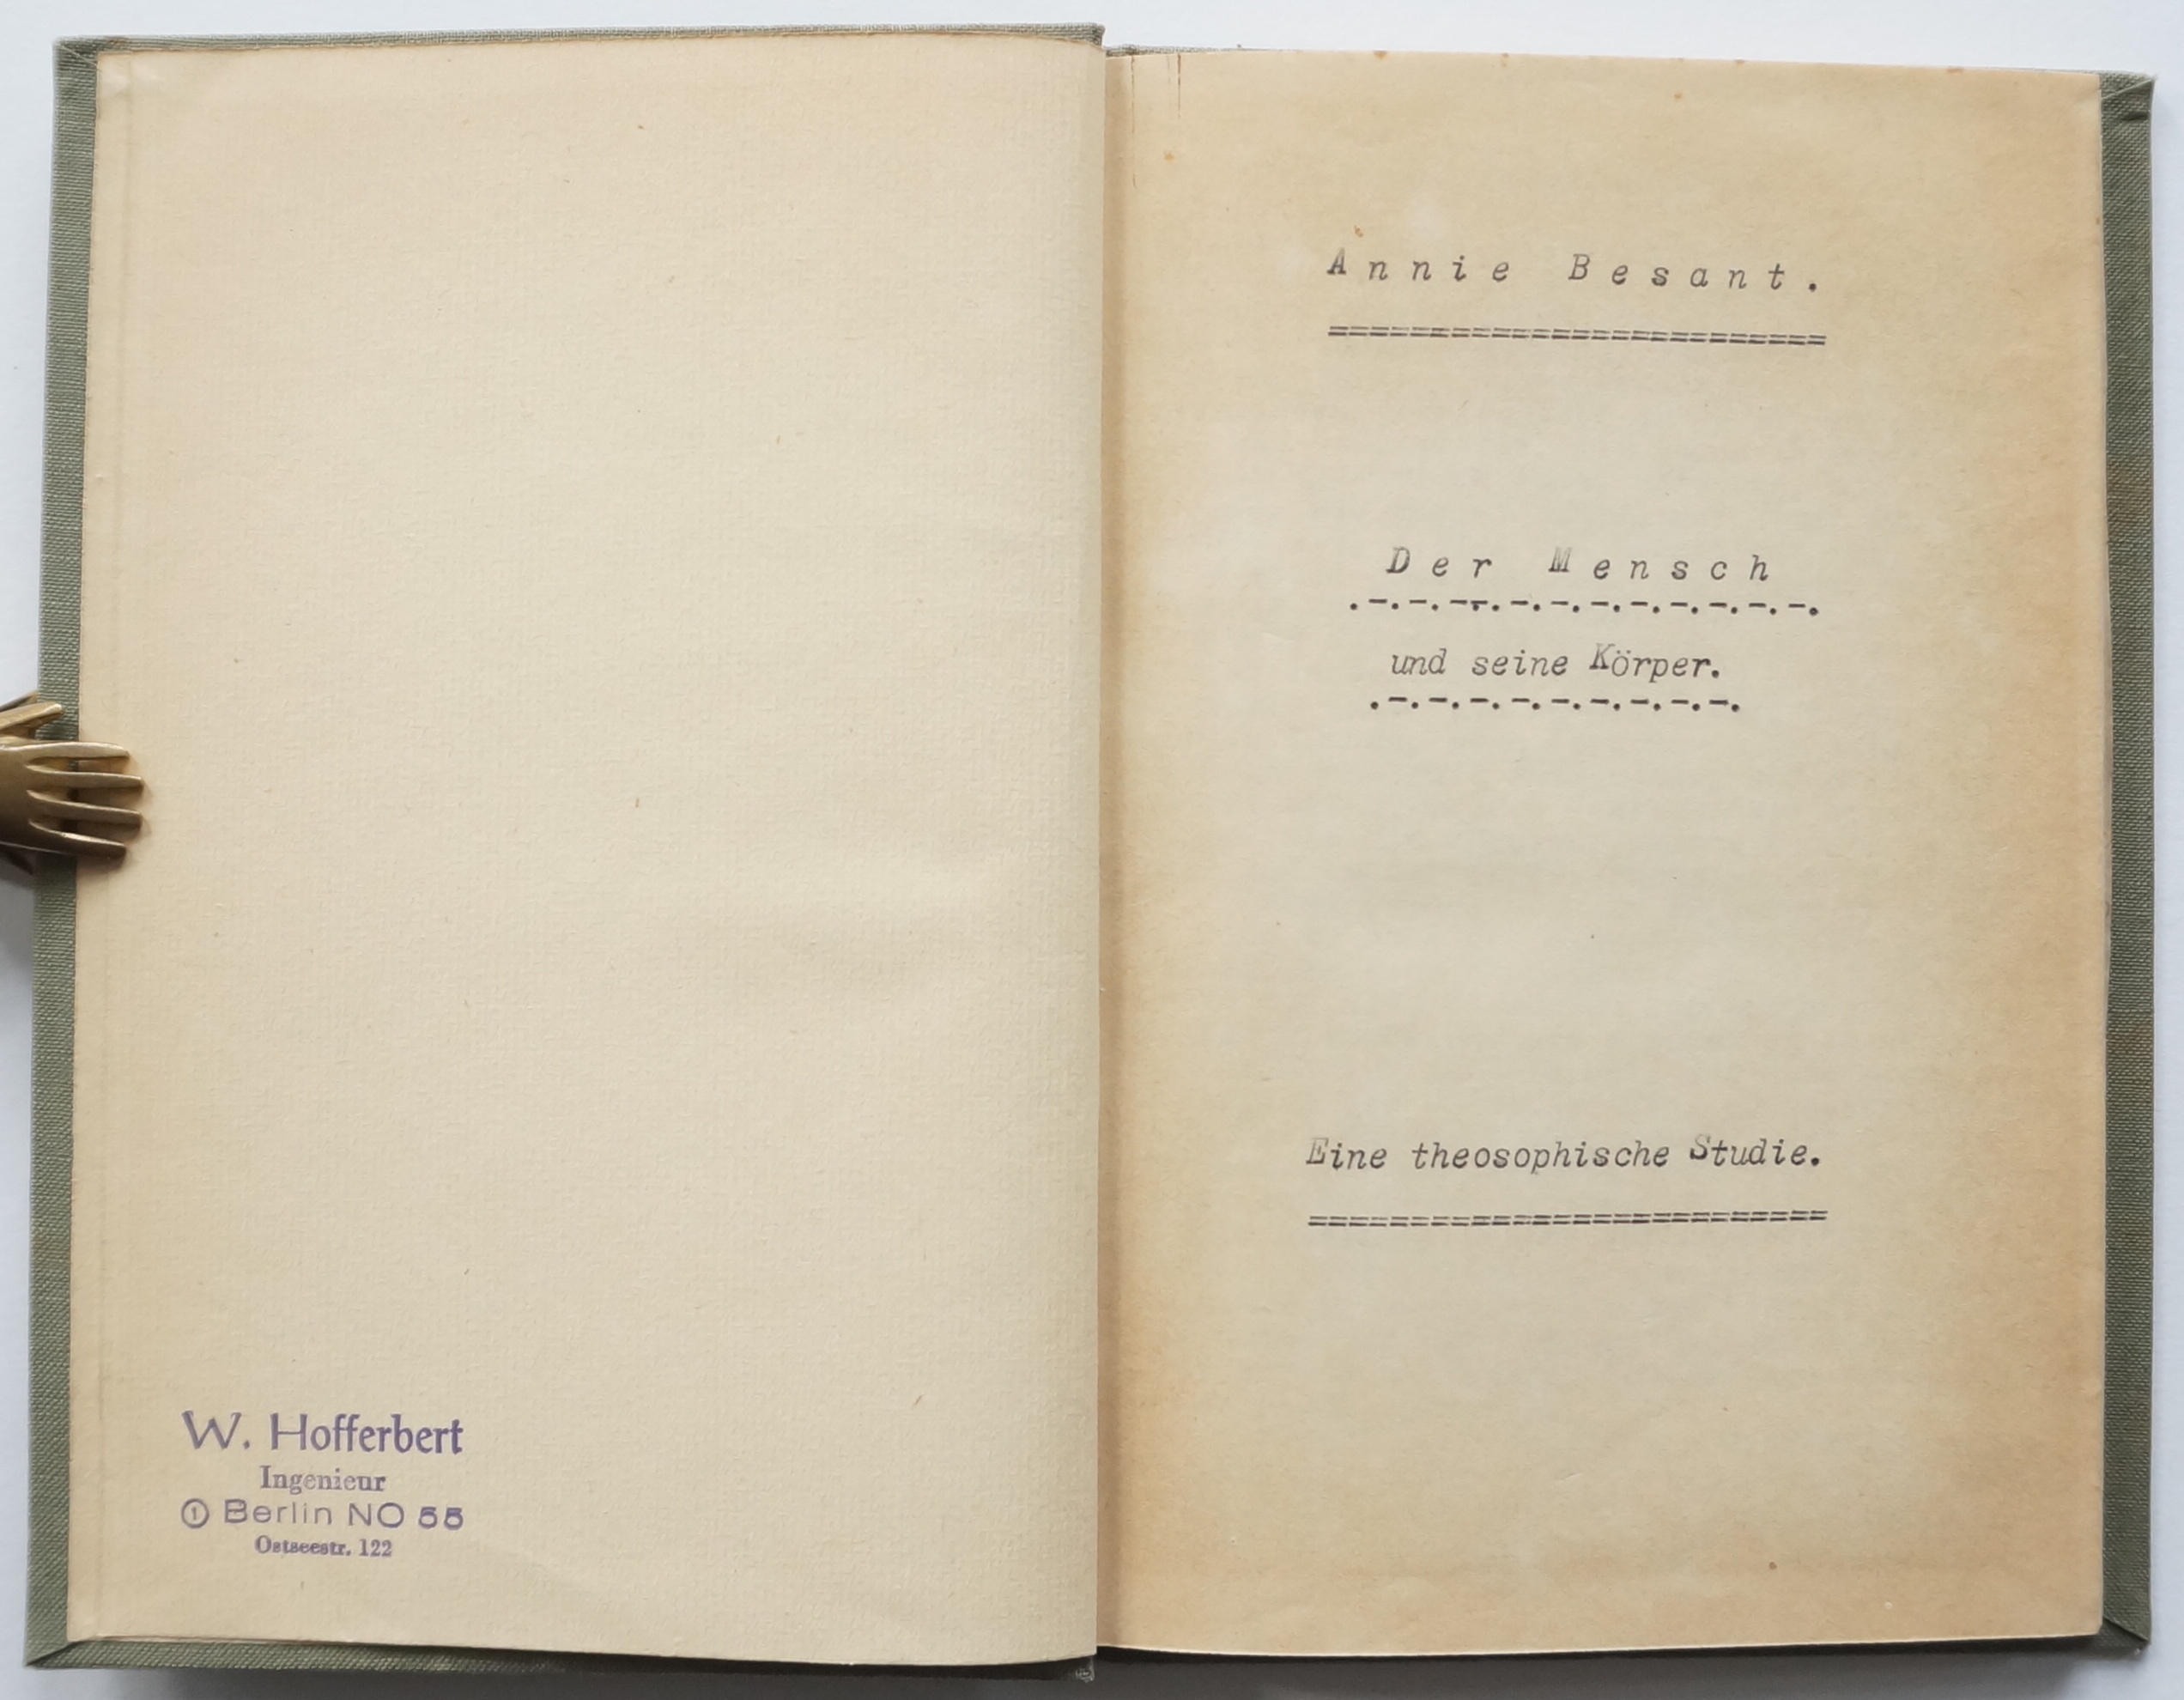 W. Hofferbert
Ingenieur
① Berlin NO 55
Ostseestr. 122
Annie Besant.
=========================
Der Mensch
.-.-.-.-.-.-.-.-.-.-.-.
und seine Körper.
.-.-.-.-.-.-.-.-.-.
Eine theosophische Studie.
==========================